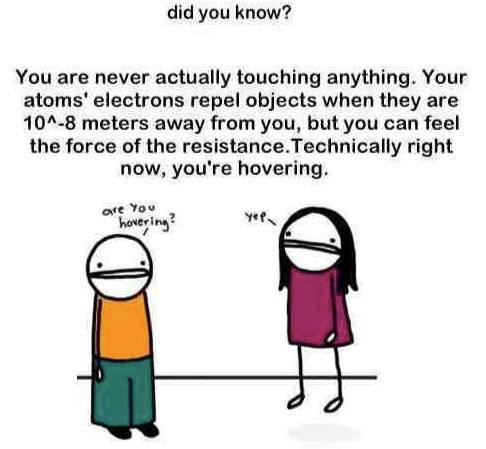 did you know?
You are never actually touching anything. Your
atoms' electrons repel objects when they are
10^-8 meters away from you, but you can feel
the force of the resistance.Technically right
now, you're hovering.
are You
hovering?
yep